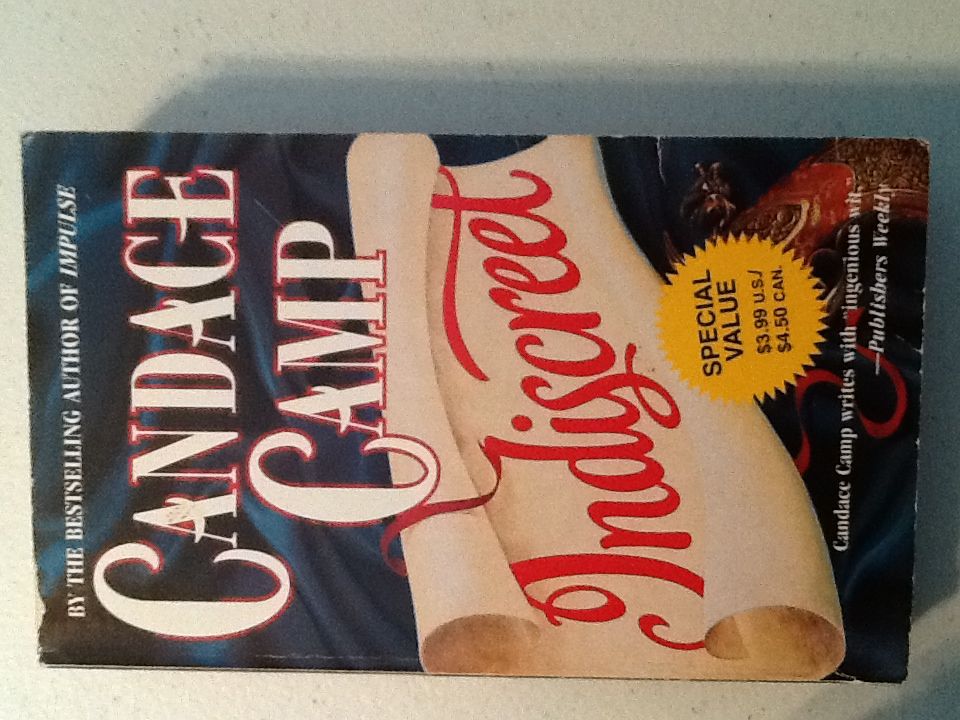 BY THE BESTSELLING AUTHOR OF IMPULSE
CANDACE
CAMP
Indiscreet
SPECIAL
VALUE
$3.99 U.S./
$4.50 CAN.
Candace Camp writes with "ingenious wit."
—Publishers Weekly